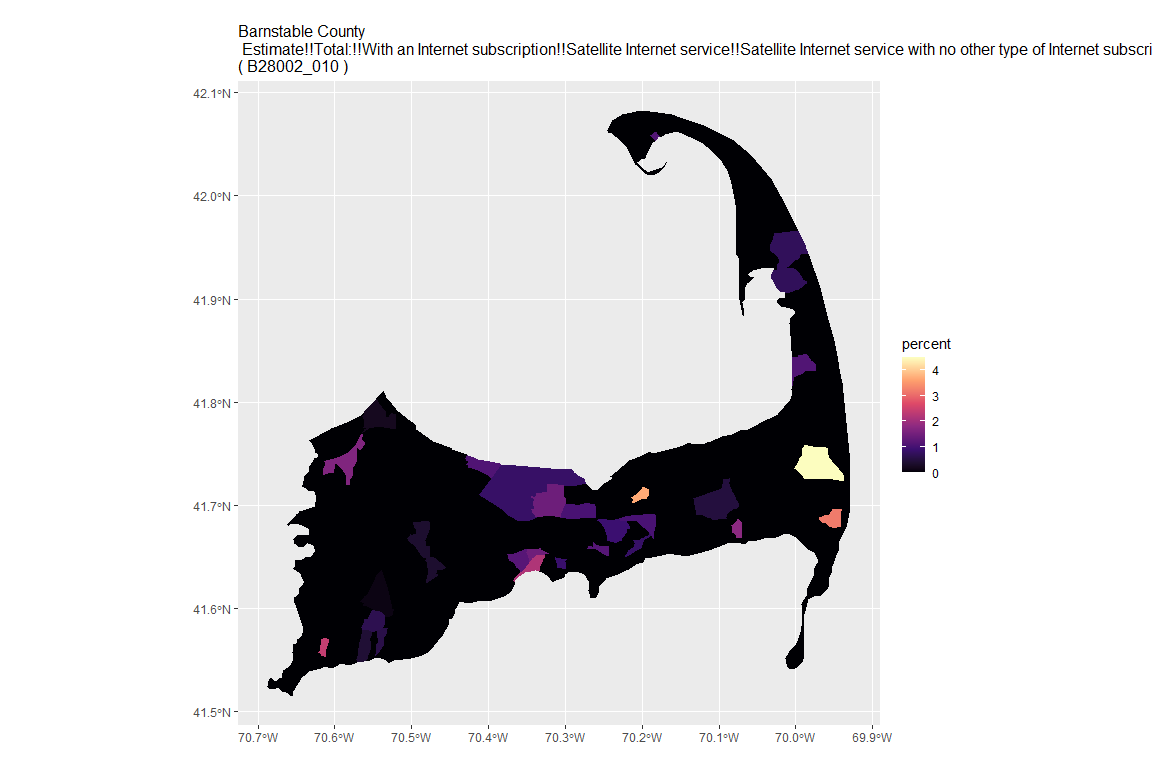 Barnstable County
Estimate!!Total:!!With an Internet subscription!!Satellite Internet service!!Satellite Internet service with no other type of Internet subscri
( B28002_010 )
42.1°N
42.0°N
41.9°N
41.8°N
41.7°N
41.6°N
41.5°N
70.7°W 70.6°W 70.5°W 70.4°W 70.3°W 70.2°W 70.1°W 70.0°W 69.9°W
percent
4
3
2
1
0